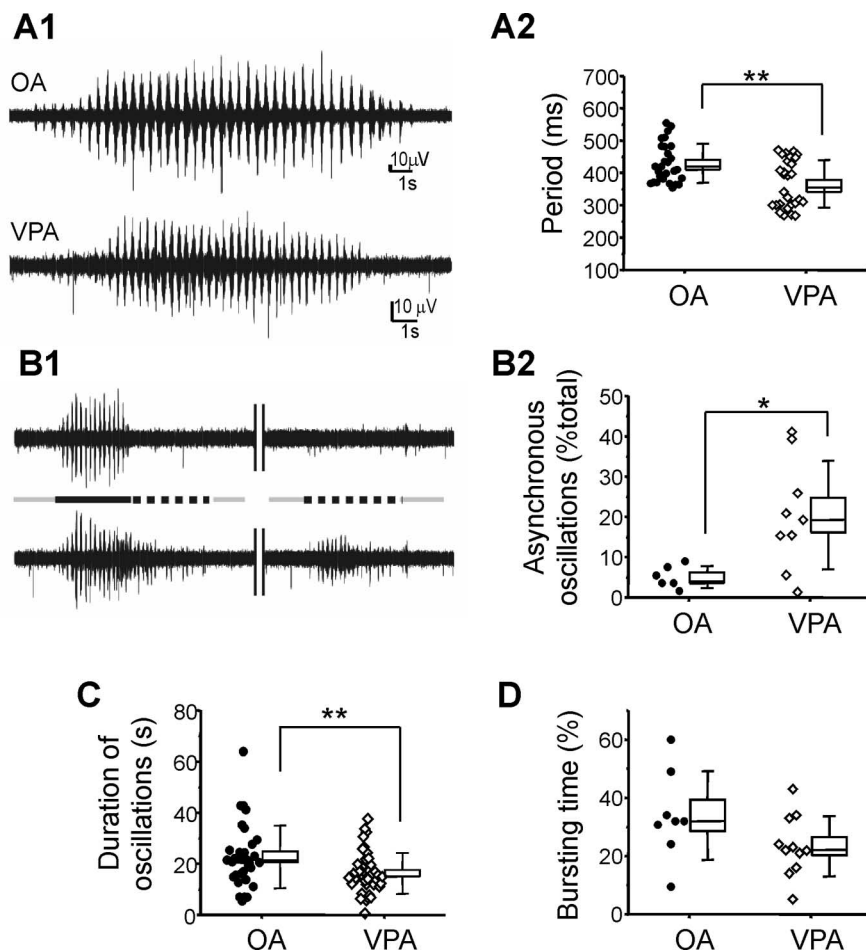 A1
OA
10μV
1s
VPA
10 μV
1s
A2
**
Period (ms)
700
600
500
400
300
200
100
OA VPA
B1
B2
*
Asynchronous
oscillations (%total)
50
40
30
20
10
0
OA VPA
C
**
Duration of
oscillations (s)
80
60
40
20
0
OA VPA
D
Bursting time (%)
60
40
20
0
OA VPA